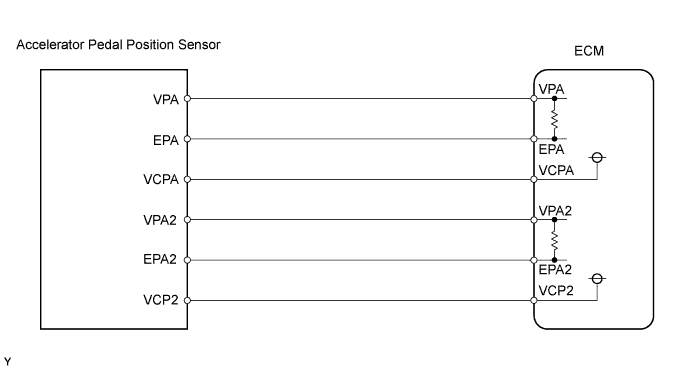 Accelerator Pedal Position Sensor
ECM
VPA
EPA
VCPA
VPA2
EPA2
VCP2
VPA
EPA
VCPA
VPA2
EPA2
VCP2
Y